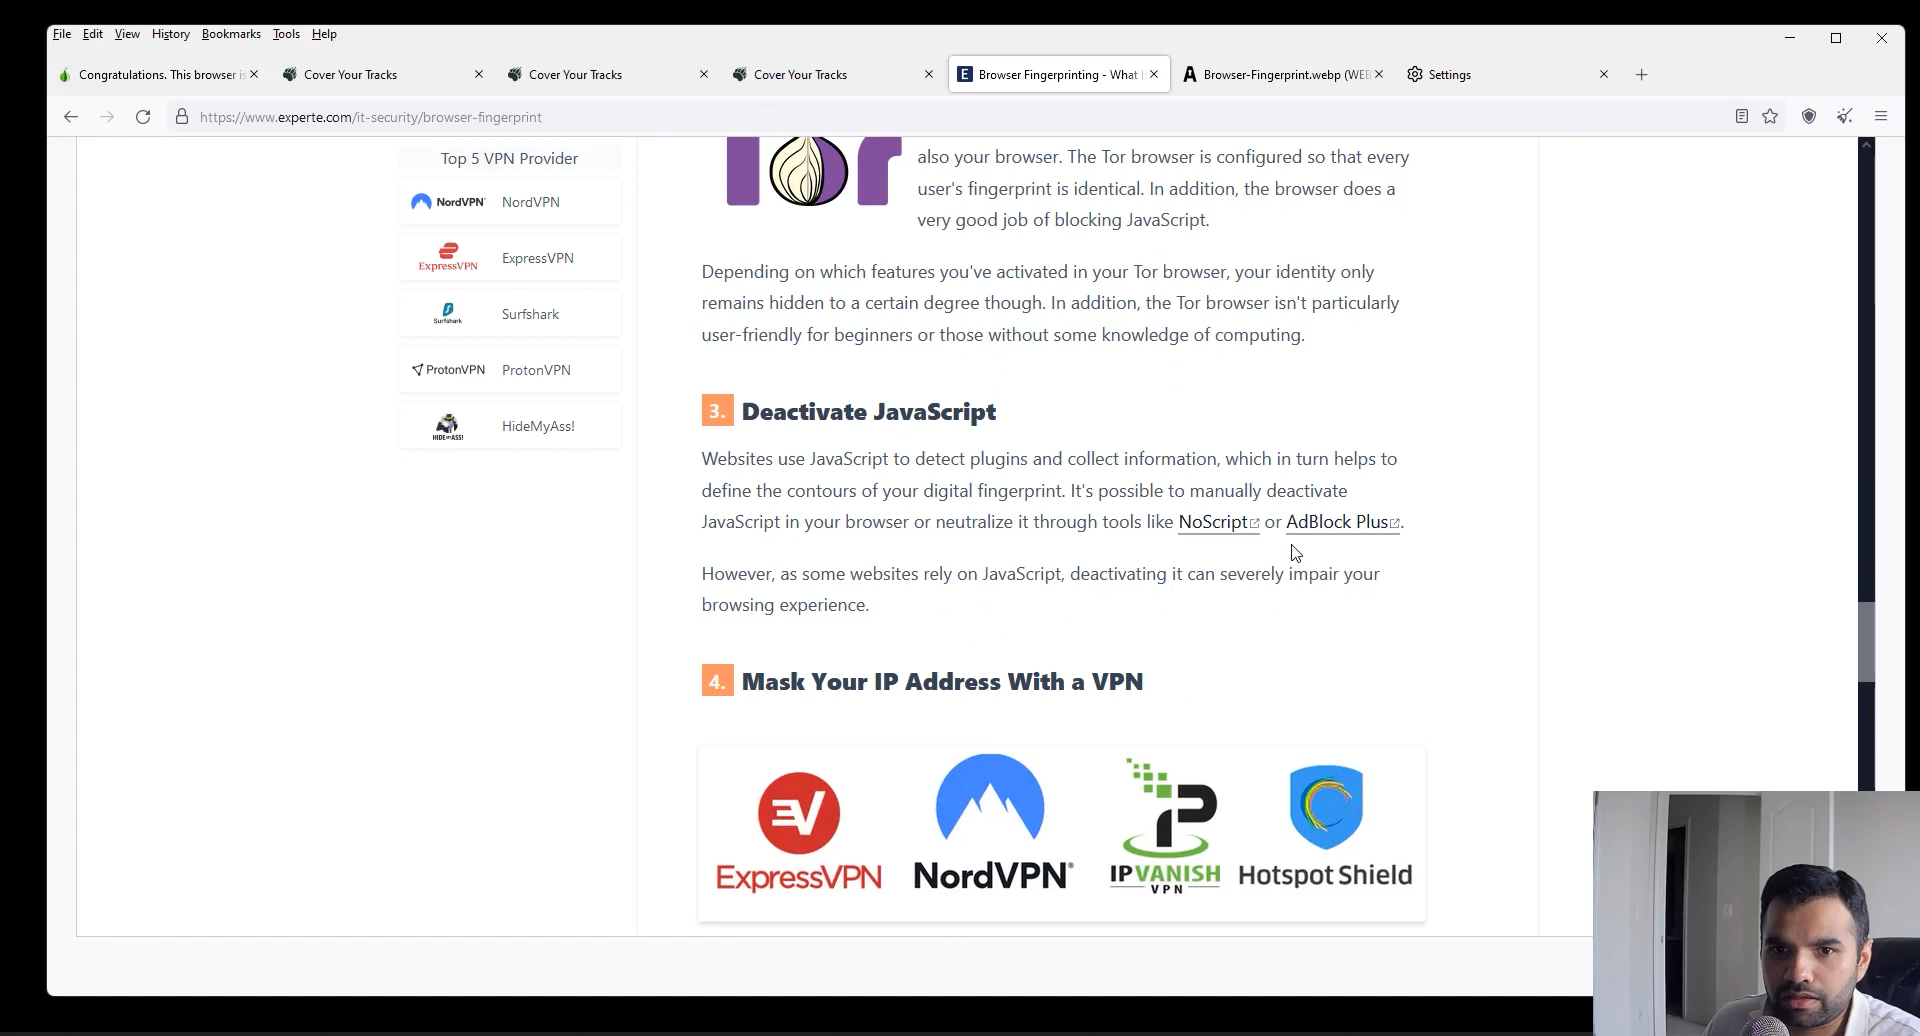 File Edit View History Bookmarks Tools Help
Congratulations. This browser is
Cover Your Tracks
Cover Your Tracks
Cover Your Tracks
Browser Fingerprinting - What
Browser-Fingerprint.webp (WEB
Settings
https://www.experte.com/it-security/browser-fingerprint
Top 5 VPN Provider
NordVPN NordVPN
ExpressVPN ExpressVPN
Surfshark Surfshark
ProtonVPN ProtonVPN
HIDE MY ASS! HideMyAss!
Tor
also your browser. The Tor browser is configured so that every
user's fingerprint is identical. In addition, the browser does a
very good job of blocking JavaScript.
Depending on which features you've activated in your Tor browser, your identity only
remains hidden to a certain degree though. In addition, the Tor browser isn't particularly
user-friendly for beginners or those without some knowledge of computing.
3. Deactivate JavaScript
Websites use JavaScript to detect plugins and collect information, which in turn helps to
define the contours of your digital fingerprint. It's possible to manually deactivate
JavaScript in your browser or neutralize it through tools like NoScript or AdBlock Plus.
However, as some websites rely on JavaScript, deactivating it can severely impair your
browsing experience.
4. Mask Your IP Address With a VPN
ExpressVPN
NordVPN®
IPVANISH
VPN
Hotspot Shield